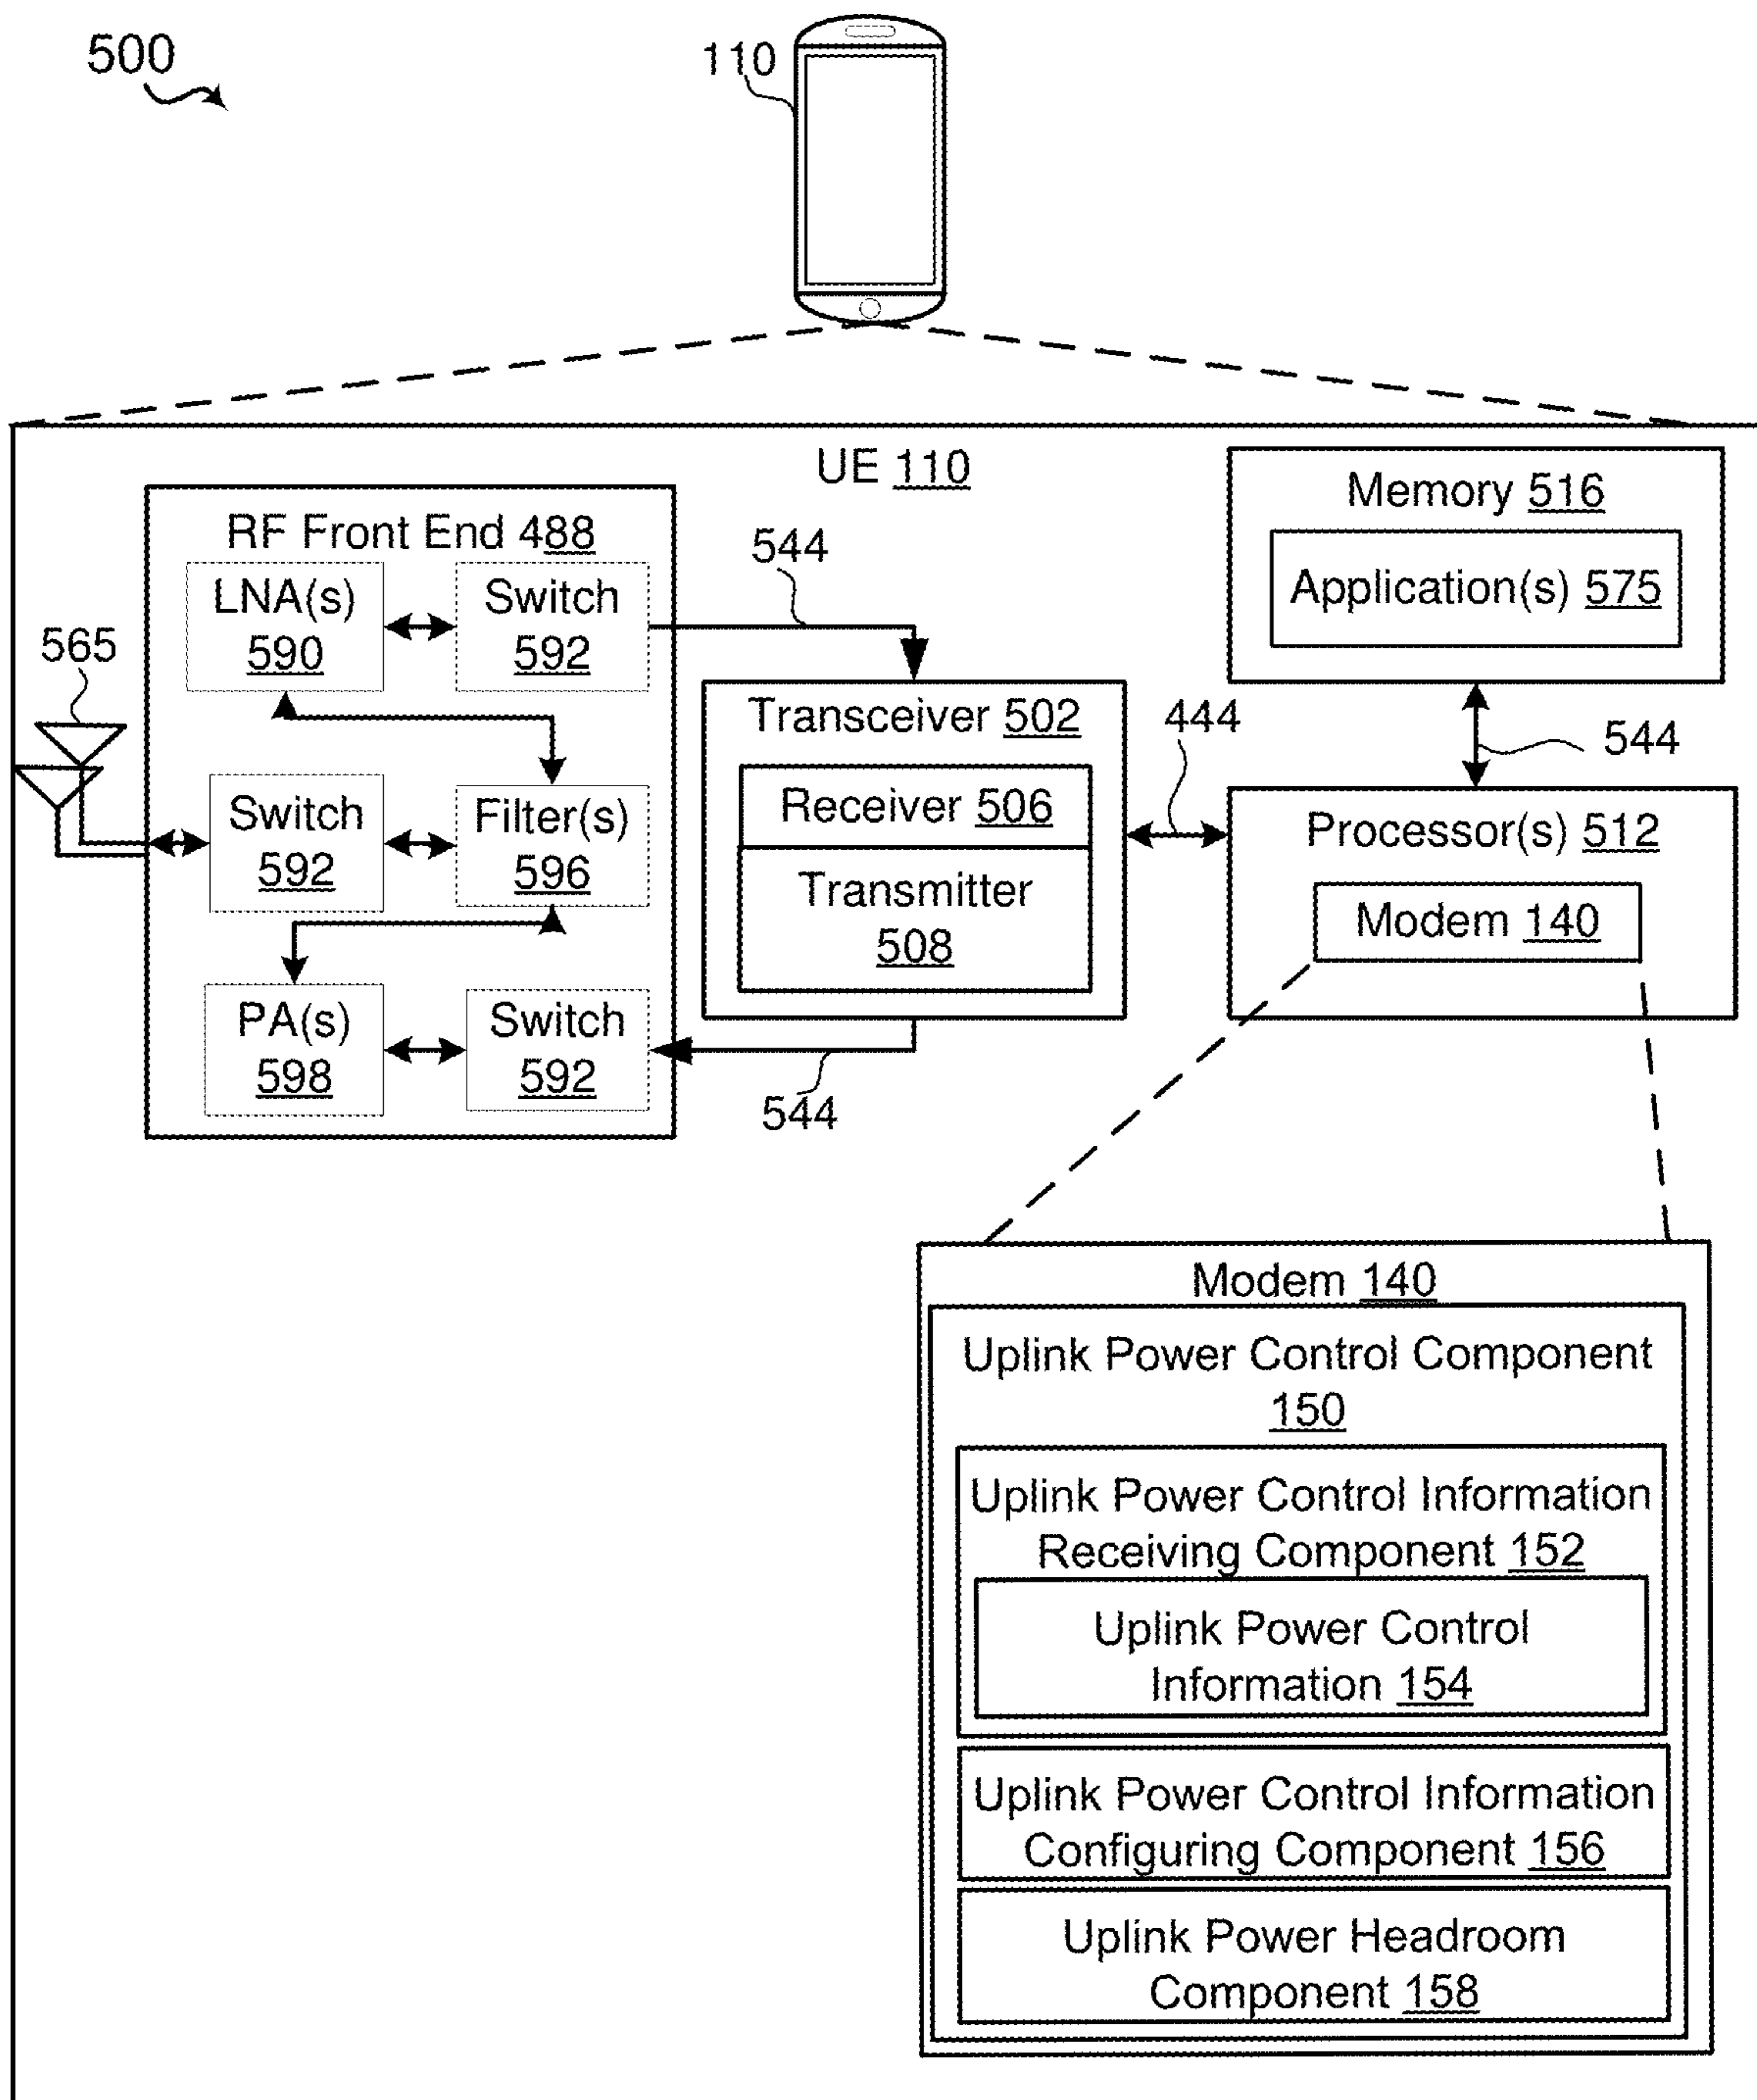 500
110
UE 110
RF Front End 488
LNA(s)
590
Switch
592
544
565
Switch
592
Filter(s)
596
PA(s)
598
Switch
592
544
Transceiver 502
Receiver 506
Transmitter
508
444
Memory 516
Application(s) 575
544
Processor(s) 512
Modem 140
Modem 140
Uplink Power Control Component
150
Uplink Power Control Information
Receiving Component 152
Uplink Power Control
Information 154
Uplink Power Control Information
Configuring Component 156
Uplink Power Headroom
Component 158